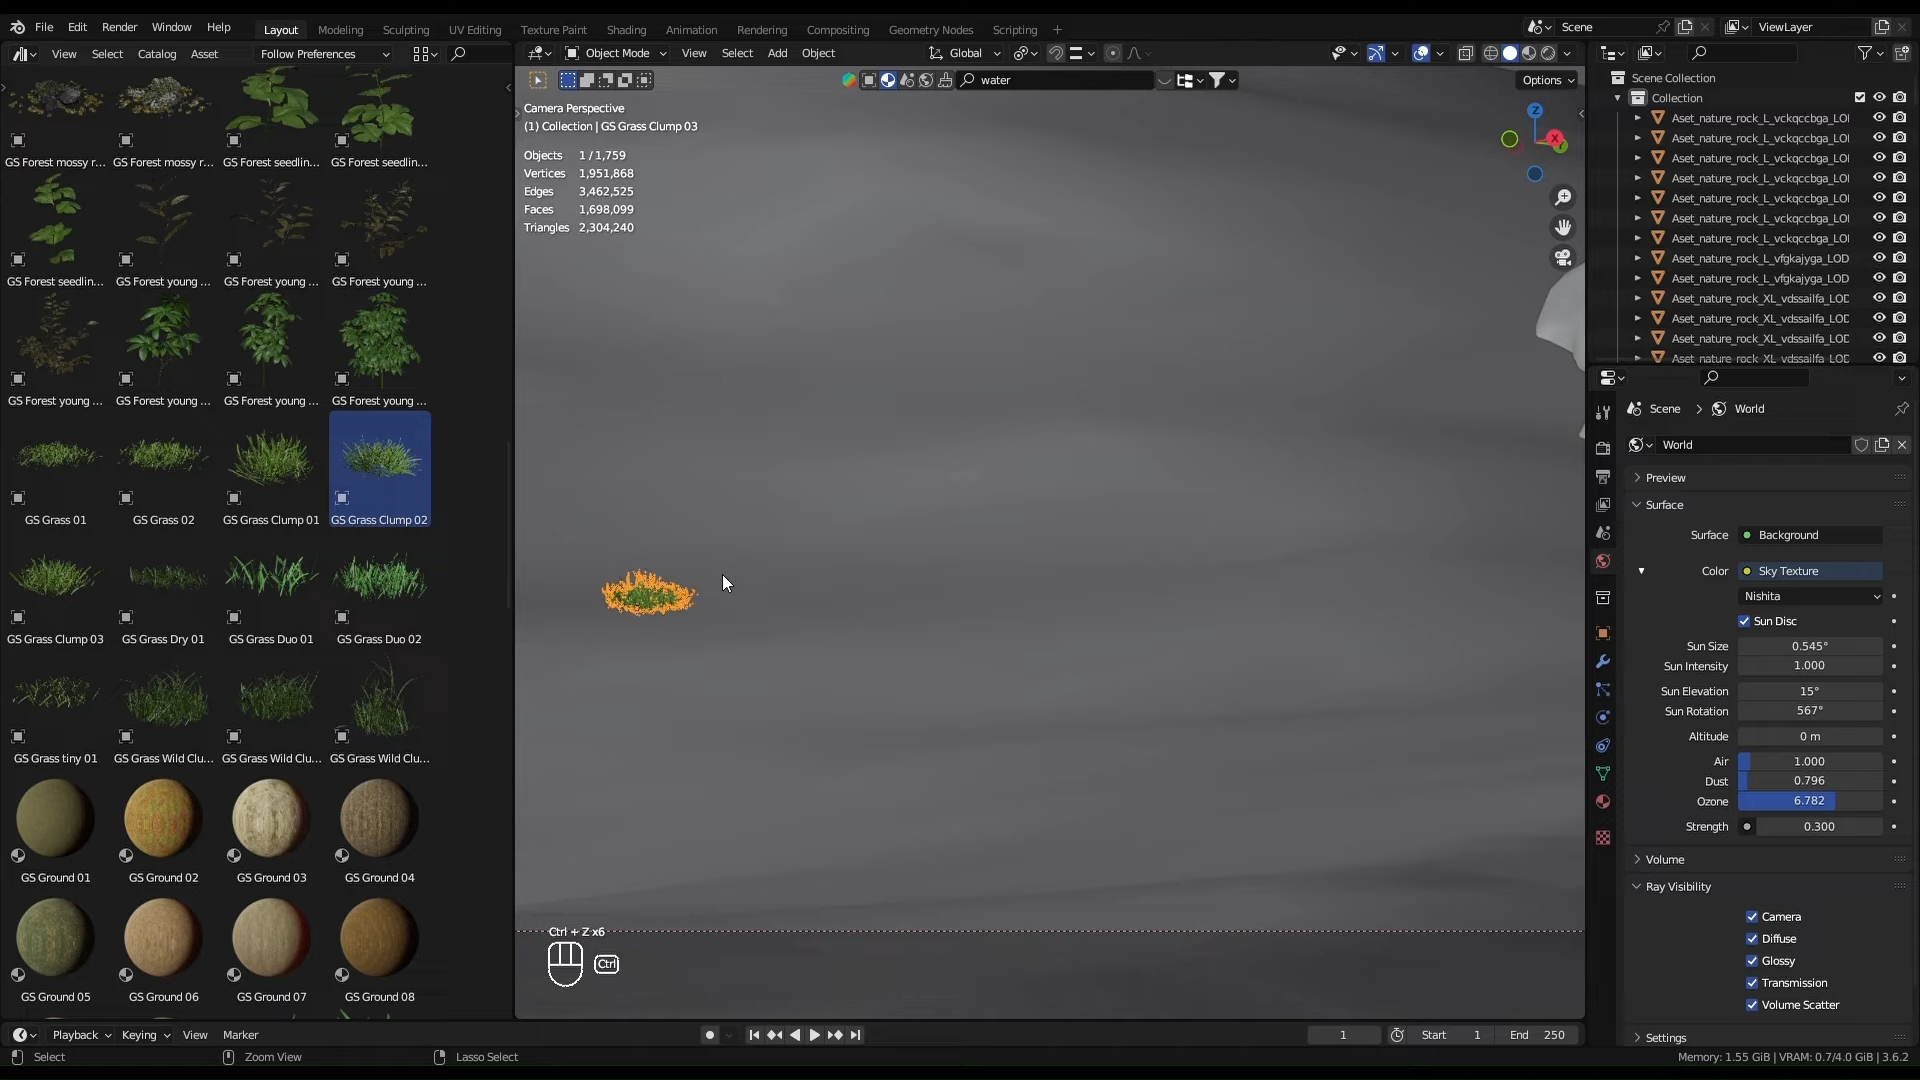 File Edit Render Window Help
Layout Modeling Sculpting UV Editing Texture Paint Shading Animation Rendering Compositing Geometry Nodes Scripting +
Scene
ViewLayer
View Select Catalog Asset Follow Preferences
Object Mode View Select Add Object Global
water
Options
Camera Perspective
(1) Collection | GS Grass Clump 03
Objects 1 / 1,759
Vertices 1,951,868
Edges 3,462,525
Faces 1,698,099
Triangles 2,304,240
Z
X
GS Forest mossy r... GS Forest mossy r... GS Forest seedlin... GS Forest seedlin...
GS Forest seedlin... GS Forest young ... GS Forest young ... GS Forest young ...
GS Forest young ... GS Forest young ... GS Forest young ... GS Forest young ...
GS Grass 01 GS Grass 02 GS Grass Clump 01 GS Grass Clump 02
GS Grass Clump 03 GS Grass Dry 01 GS Grass Duo 01 GS Grass Duo 02
GS Grass tiny 01 GS Grass Wild Clu... GS Grass Wild Clu... GS Grass Wild Clu...
GS Ground 01 GS Ground 02 GS Ground 03 GS Ground 04
GS Ground 05 GS Ground 06 GS Ground 07 GS Ground 08
Ctrl + Z x6
Ctrl
Scene Collection
Collection
Aset_nature_rock_L_vckqccbga_LO
Aset_nature_rock_L_vckqccbga_LO
Aset_nature_rock_L_vckqccbga_LO
Aset_nature_rock_L_vckqccbga_LO
Aset_nature_rock_L_vckqccbga_LO
Aset_nature_rock_L_vckqccbga_LO
Aset_nature_rock_L_vckqccbga_LO
Aset_nature_rock_L_vfgkajyga_LOD
Aset_nature_rock_L_vfgkajyga_LOD
Aset_nature_rock_XL_vdssailfa_LOD
Aset_nature_rock_XL_vdssailfa_LOD
Aset_nature_rock_XL_vdssailfa_LOD
Aset_nature_rock_XL_vdssailfa_LOD
Scene > World
World
Preview
Surface
Surface Background
Color Sky Texture
Nishita
Sun Disc
Sun Size 0.545°
Sun Intensity 1.000
Sun Elevation 15°
Sun Rotation 567°
Altitude 0 m
Air 1.000
Dust 0.796
Ozone 6.782
Strength 0.300
Volume
Ray Visibility
Camera
Diffuse
Glossy
Transmission
Volume Scatter
Settings
Playback Keying View Marker
1 Start 1 End 250
Select Zoom View Lasso Select
Memory: 1.55 GiB | VRAM: 0.7/4.0 GiB | 3.6.2